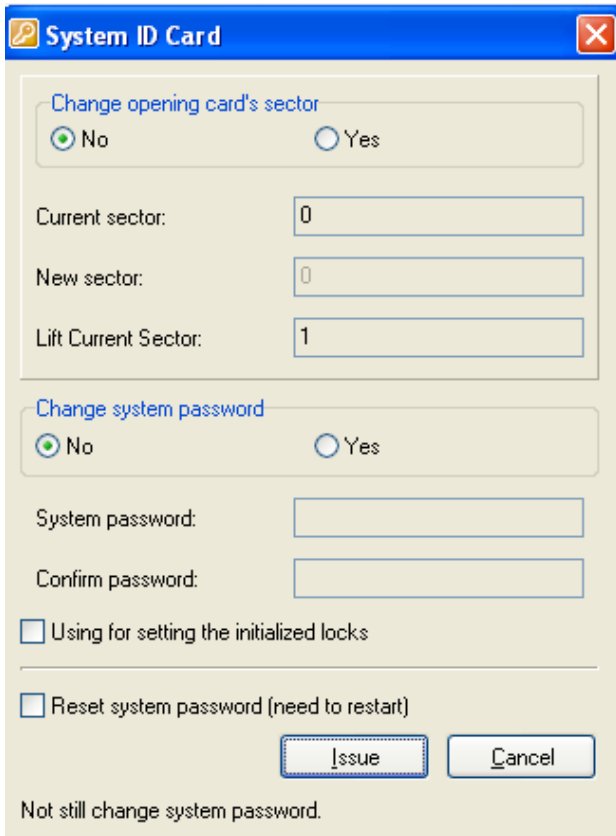 System ID Card
Change opening card's sector
No Yes
Current sector: 0
New sector: 0
Lift Current Sector: 1
Change system password
No Yes
System password:
Confirm password:
Using for setting the initialized locks
Reset system password (need to restart)
Issue Cancel
Not still change system password.